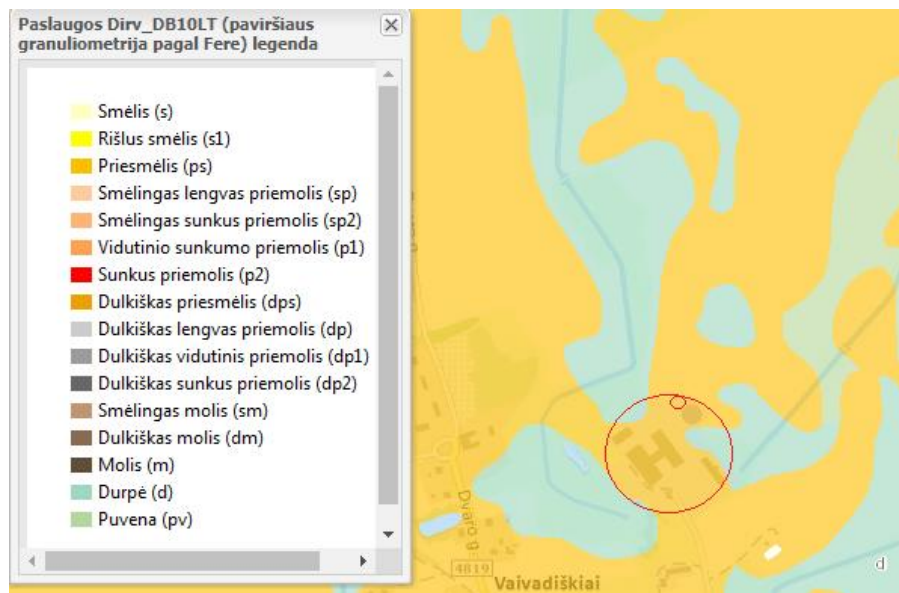 Paslaugos Dirv_DB10LT (paviršiaus
granuliometrija pagal Fere) legenda
Smėlis (s)
Rišlus smėlis (s1)
Priesmėlis (ps)
Smėlingas lengvas priemolis (sp)
Smėlingas sunkus priemolis (sp2)
Vidutinio sunkumo priemolis (p1)
Sunkus priemolis (p2)
Dulkiškas priesmėlis (dps)
Dulkiškas lengvas priemolis (dp)
Dulkiškas vidutinis priemolis (dp1)
Dulkiškas sunkus priemolis (dp2)
Smėlingas molis (sm)
Dulkiškas molis (dm)
Molis (m)
Durpė (d)
Puvena (pv)
Dvaro g.
4819
Vaivadiškiai
d